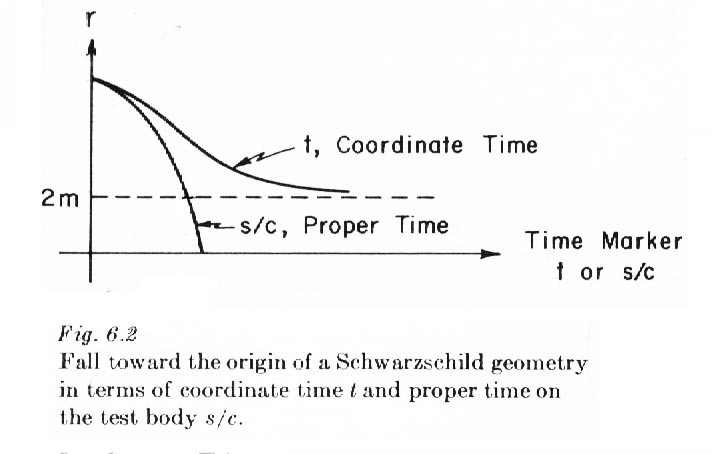 r
t, Coordinate Time
2m
s/c, Proper Time
Time Marker
t or s/c
Fig. 6.2
Fall toward the origin of a Schwarzschild geometry
in terms of coordinate time t and proper time on
the test body s/c.